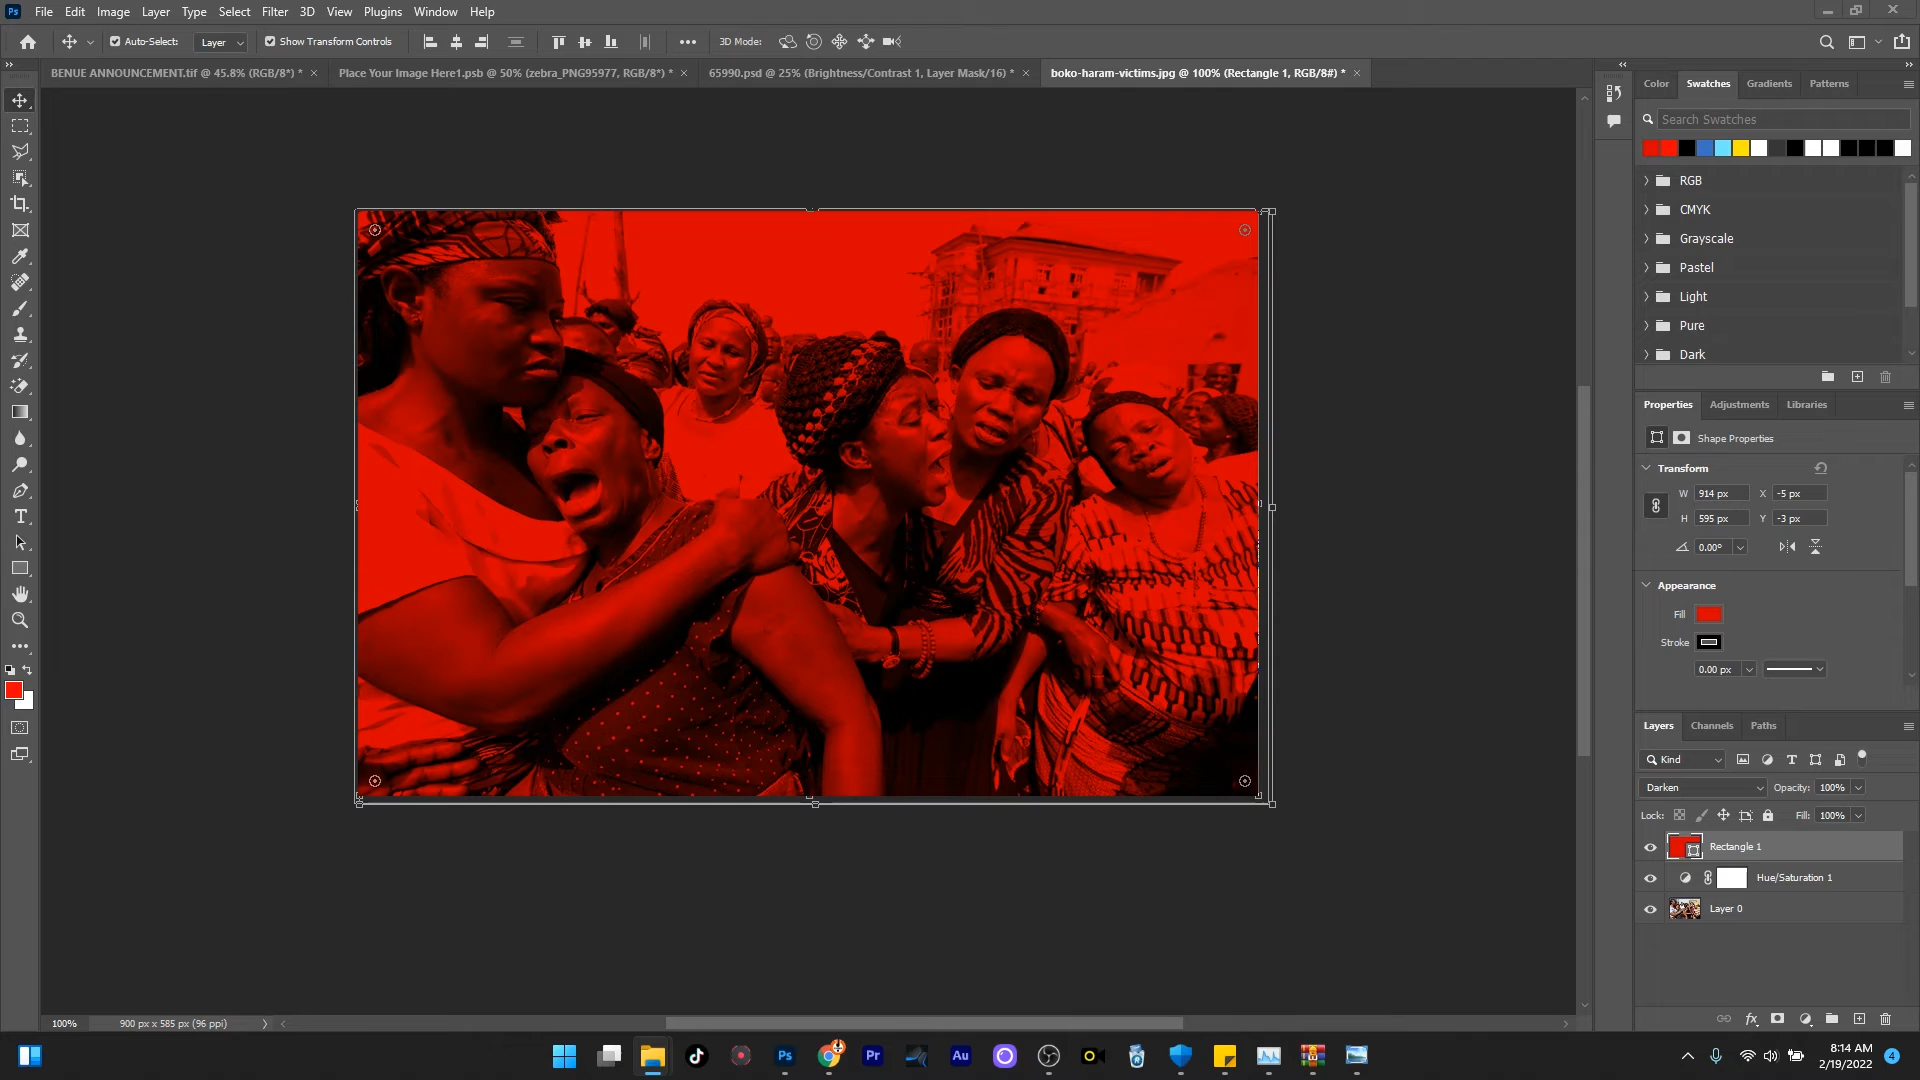 Ps File Edit Image Layer Type Select Filter 3D View Plugins Window Help
Auto-Select: Layer Show Transform Controls 3D Mode:
BENUE ANNOUNCEMENT.tif @ 45.8% (RGB/8*) * Place Your Image Here1.psb @ 50% (zebra_PNG95977, RGB/8*) * 65990.psd @ 25% (Brightness/Contrast 1, Layer Mask/16) * boko-haram-victims.jpg @ 100% (Rectangle 1, RGB/8#) *
Color Swatches Gradients Patterns
Search Swatches
RGB
CMYK
Grayscale
Pastel
Light
Pure
Dark
Properties Adjustments Libraries
Shape Properties
Transform
W 914 px X -5 px
H 595 px Y -3 px
0.00°
Appearance
Fill
Stroke
0.00 px
Layers Channels Paths
Kind
Darken Opacity: 100%
Lock: Fill: 100%
Rectangle 1
Hue/Saturation 1
Layer 0
100% 900 px x 585 px (96 ppi)
Ps Pr Au
8:14 AM
2/19/2022
4